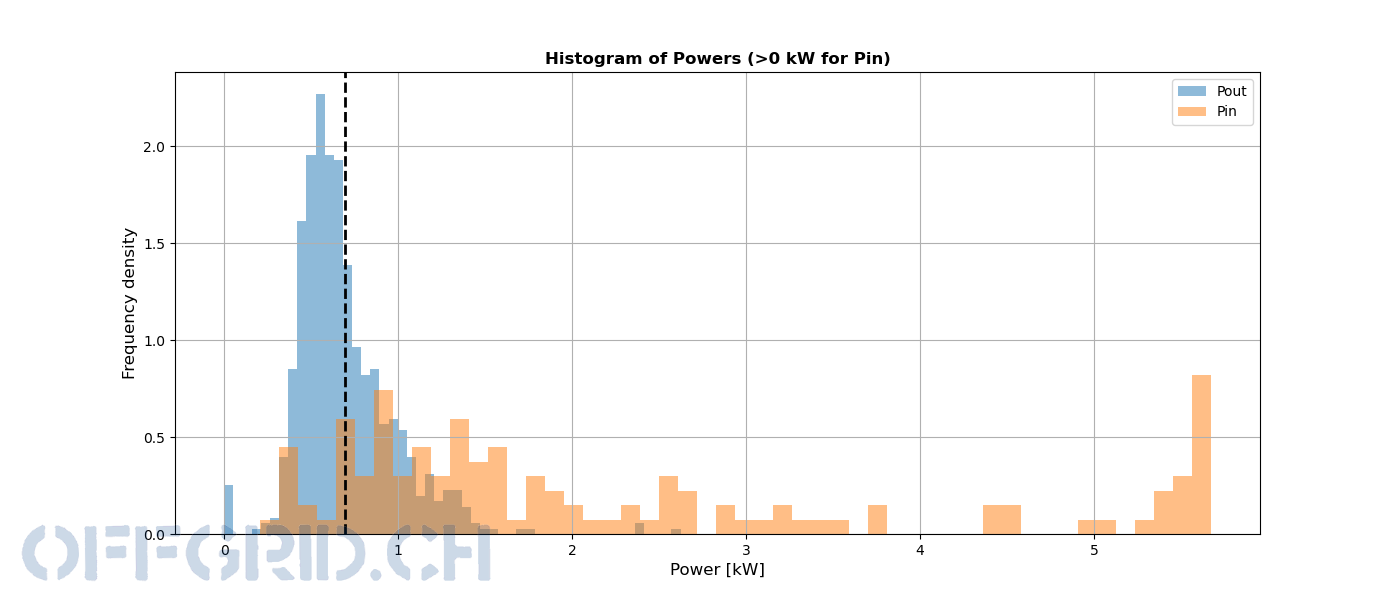 Histogram of Powers (>0 kW for Pin)
Pout
Pin
Frequency density
2.0
1.5
1.0
0.5
0.0
0 1 2 3 4 5
Power [kW]
OFFGRID.CH